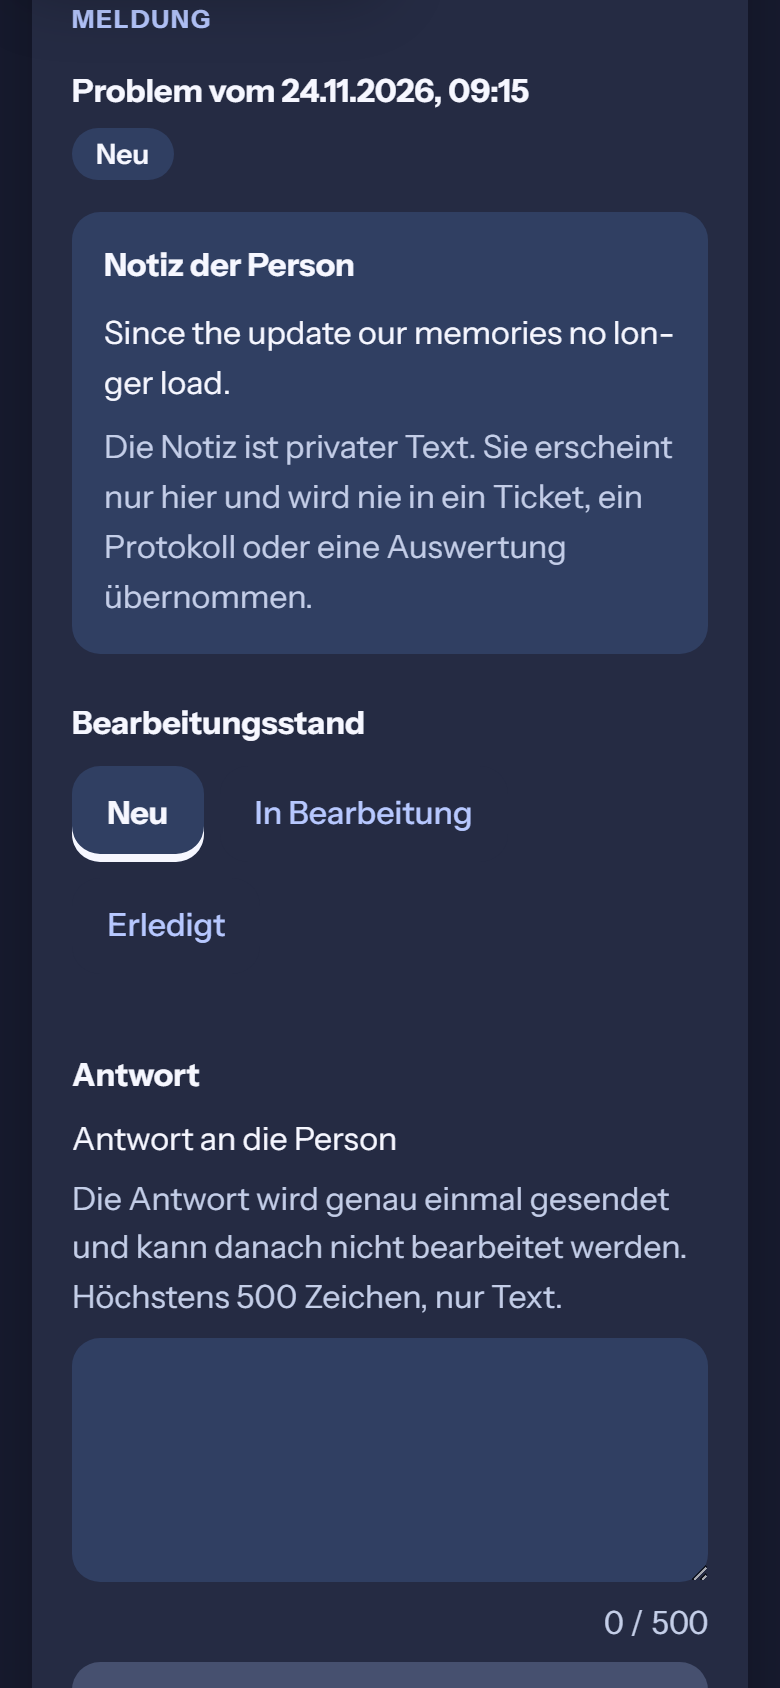 MELDUNG
Problem vom 24.11.2026, 09:15
Neu
Notiz der Person
Since the update our memories no lon-
ger load.
Die Notiz ist privater Text. Sie erscheint
nur hier und wird nie in ein Ticket, ein
Protokoll oder eine Auswertung
übernommen.
Bearbeitungsstand
Neu
In Bearbeitung
Erledigt
Antwort
Antwort an die Person
Die Antwort wird genau einmal gesendet
und kann danach nicht bearbeitet werden.
Höchstens 500 Zeichen, nur Text.
0 / 500